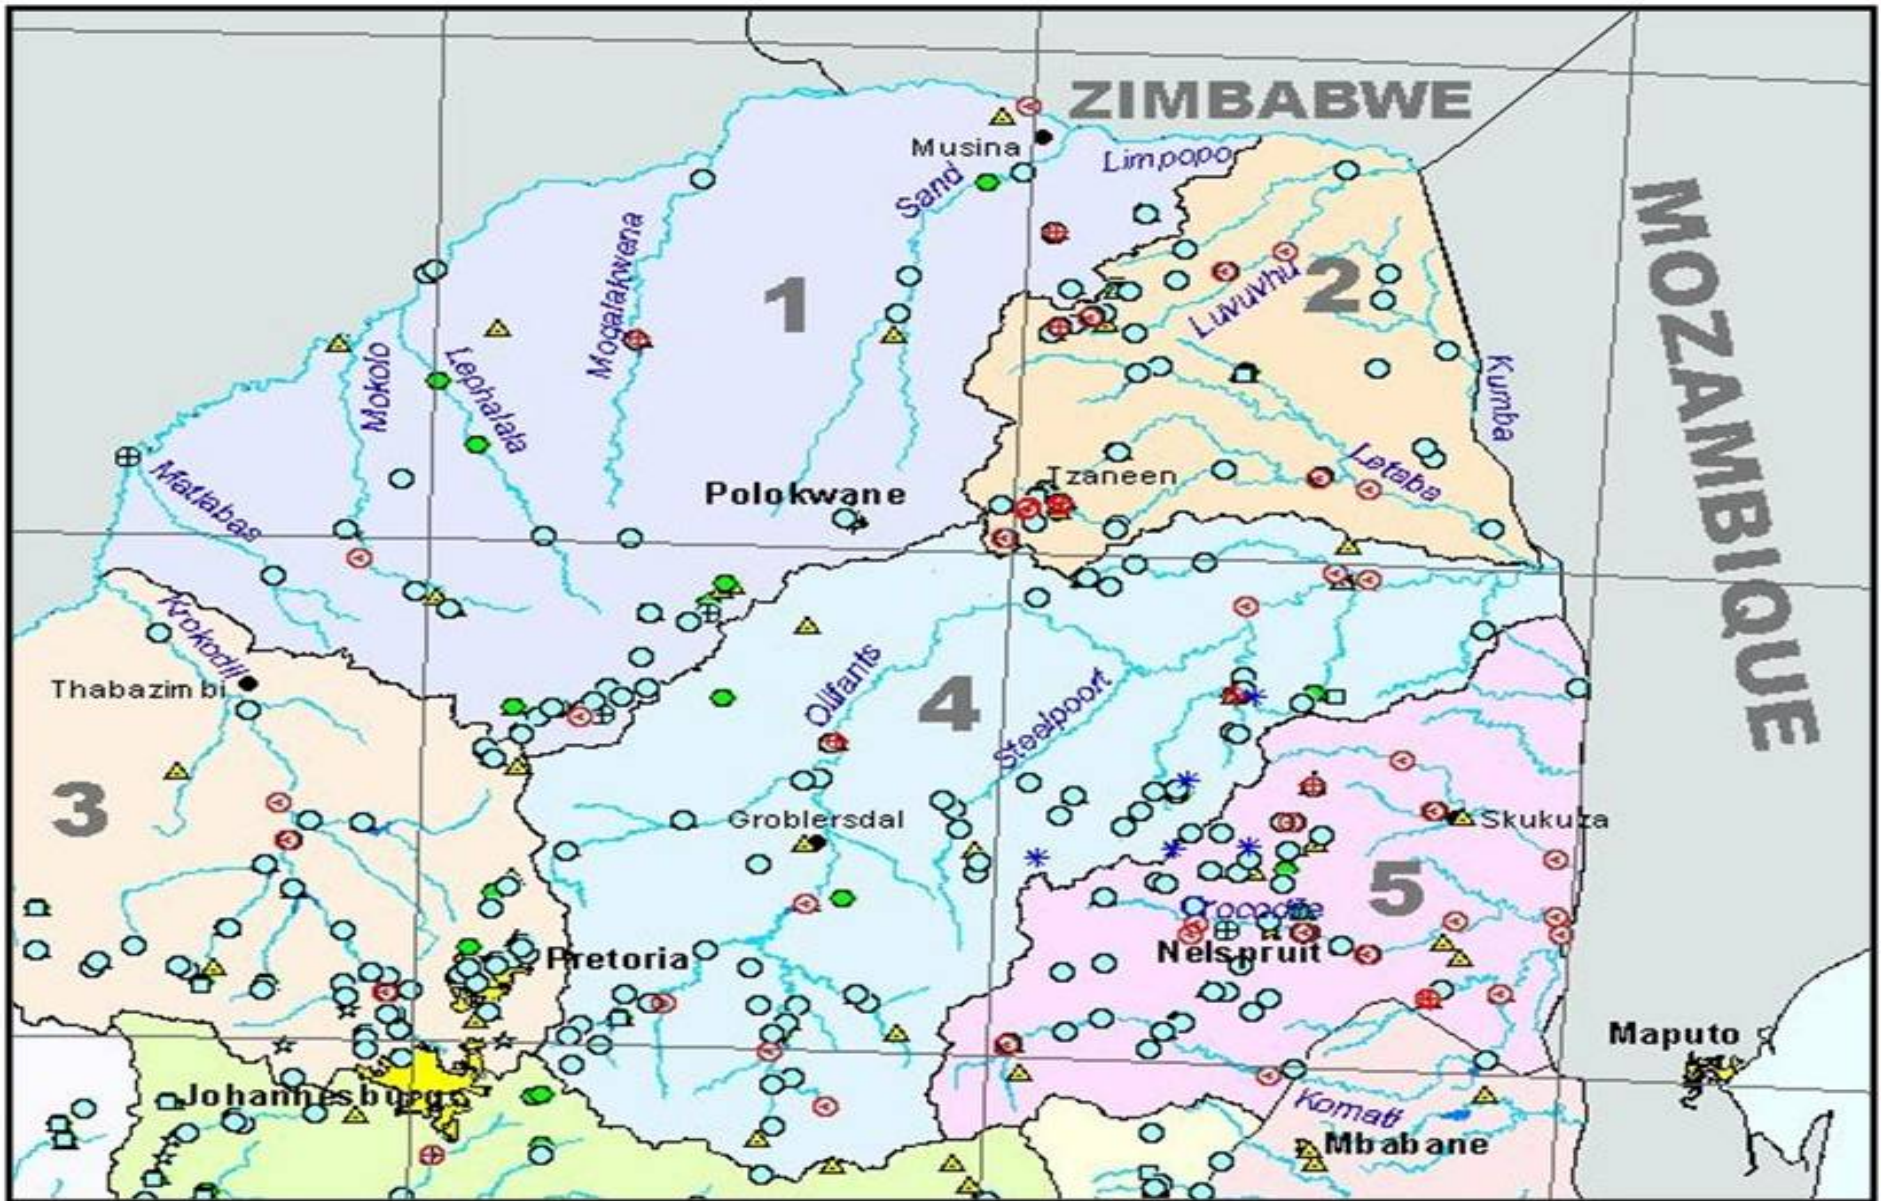 ZIMBABWE
Musina
Limpopo
Sand
MOZAMBIQUE
Mogalakwena
1
2
Luvuvhu
Mokolo
Lephalala
Kumba
Matlabas
Polokwane
Tzaneen
Letaba
Krokodil
Thabazimbi
Olifants
4
Steelpoort
3
Groblersdal
Skukuza
5
Crocodile
Pretoria
Nelspruit
Maputo
Johannesburg
Komati
Mbabane